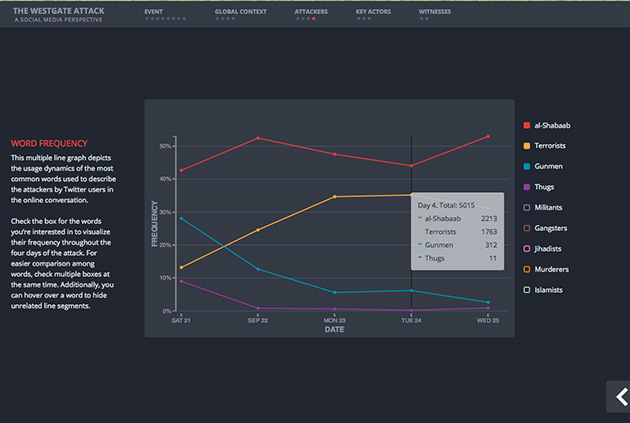 THE WESTGATE ATTACK
A SOCIAL MEDIA PERSPECTIVE
EVENT
GLOBAL CONTEXT
ATTACKERS
KEY ACTORS
WITNESSES
WORD FREQUENCY
This multiple line graph depicts
the usage dynamics of the most
common words used to describe
the attackers by Twitter users in
the online conversation.
Check the box for the words
you're interested in to visualize
their frequency throughout the
four days of the attack. For
easier comparison among
words, check multiple boxes at
the same time. Additionally, you
can hover over a word to hide
unrelated line segments.
FREQUENCY
50%
40%
30%
20%
10%
0%
SAT 21
SEP 22
MON 23
TUE 24
WED 25
DATE
Day 4, Total: 5015
al-Shabaab 2213
Terrorists 1763
Gunmen 312
Thugs 11
al-Shabaab
Terrorists
Gunmen
Thugs
Militants
Gangsters
Jihadists
Murderers
Islamists